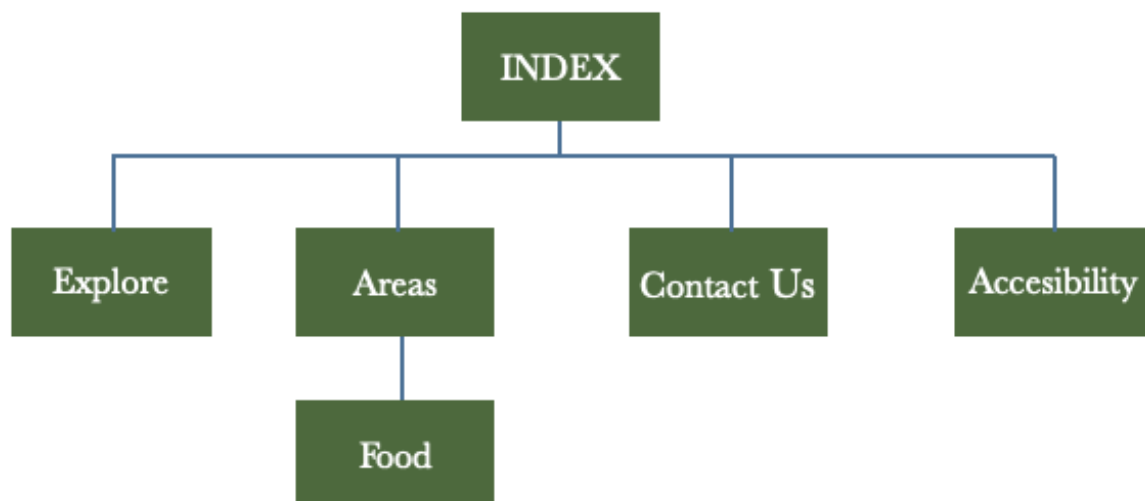 INDEX
Explore
Areas
Contact Us
Accesibility
Food